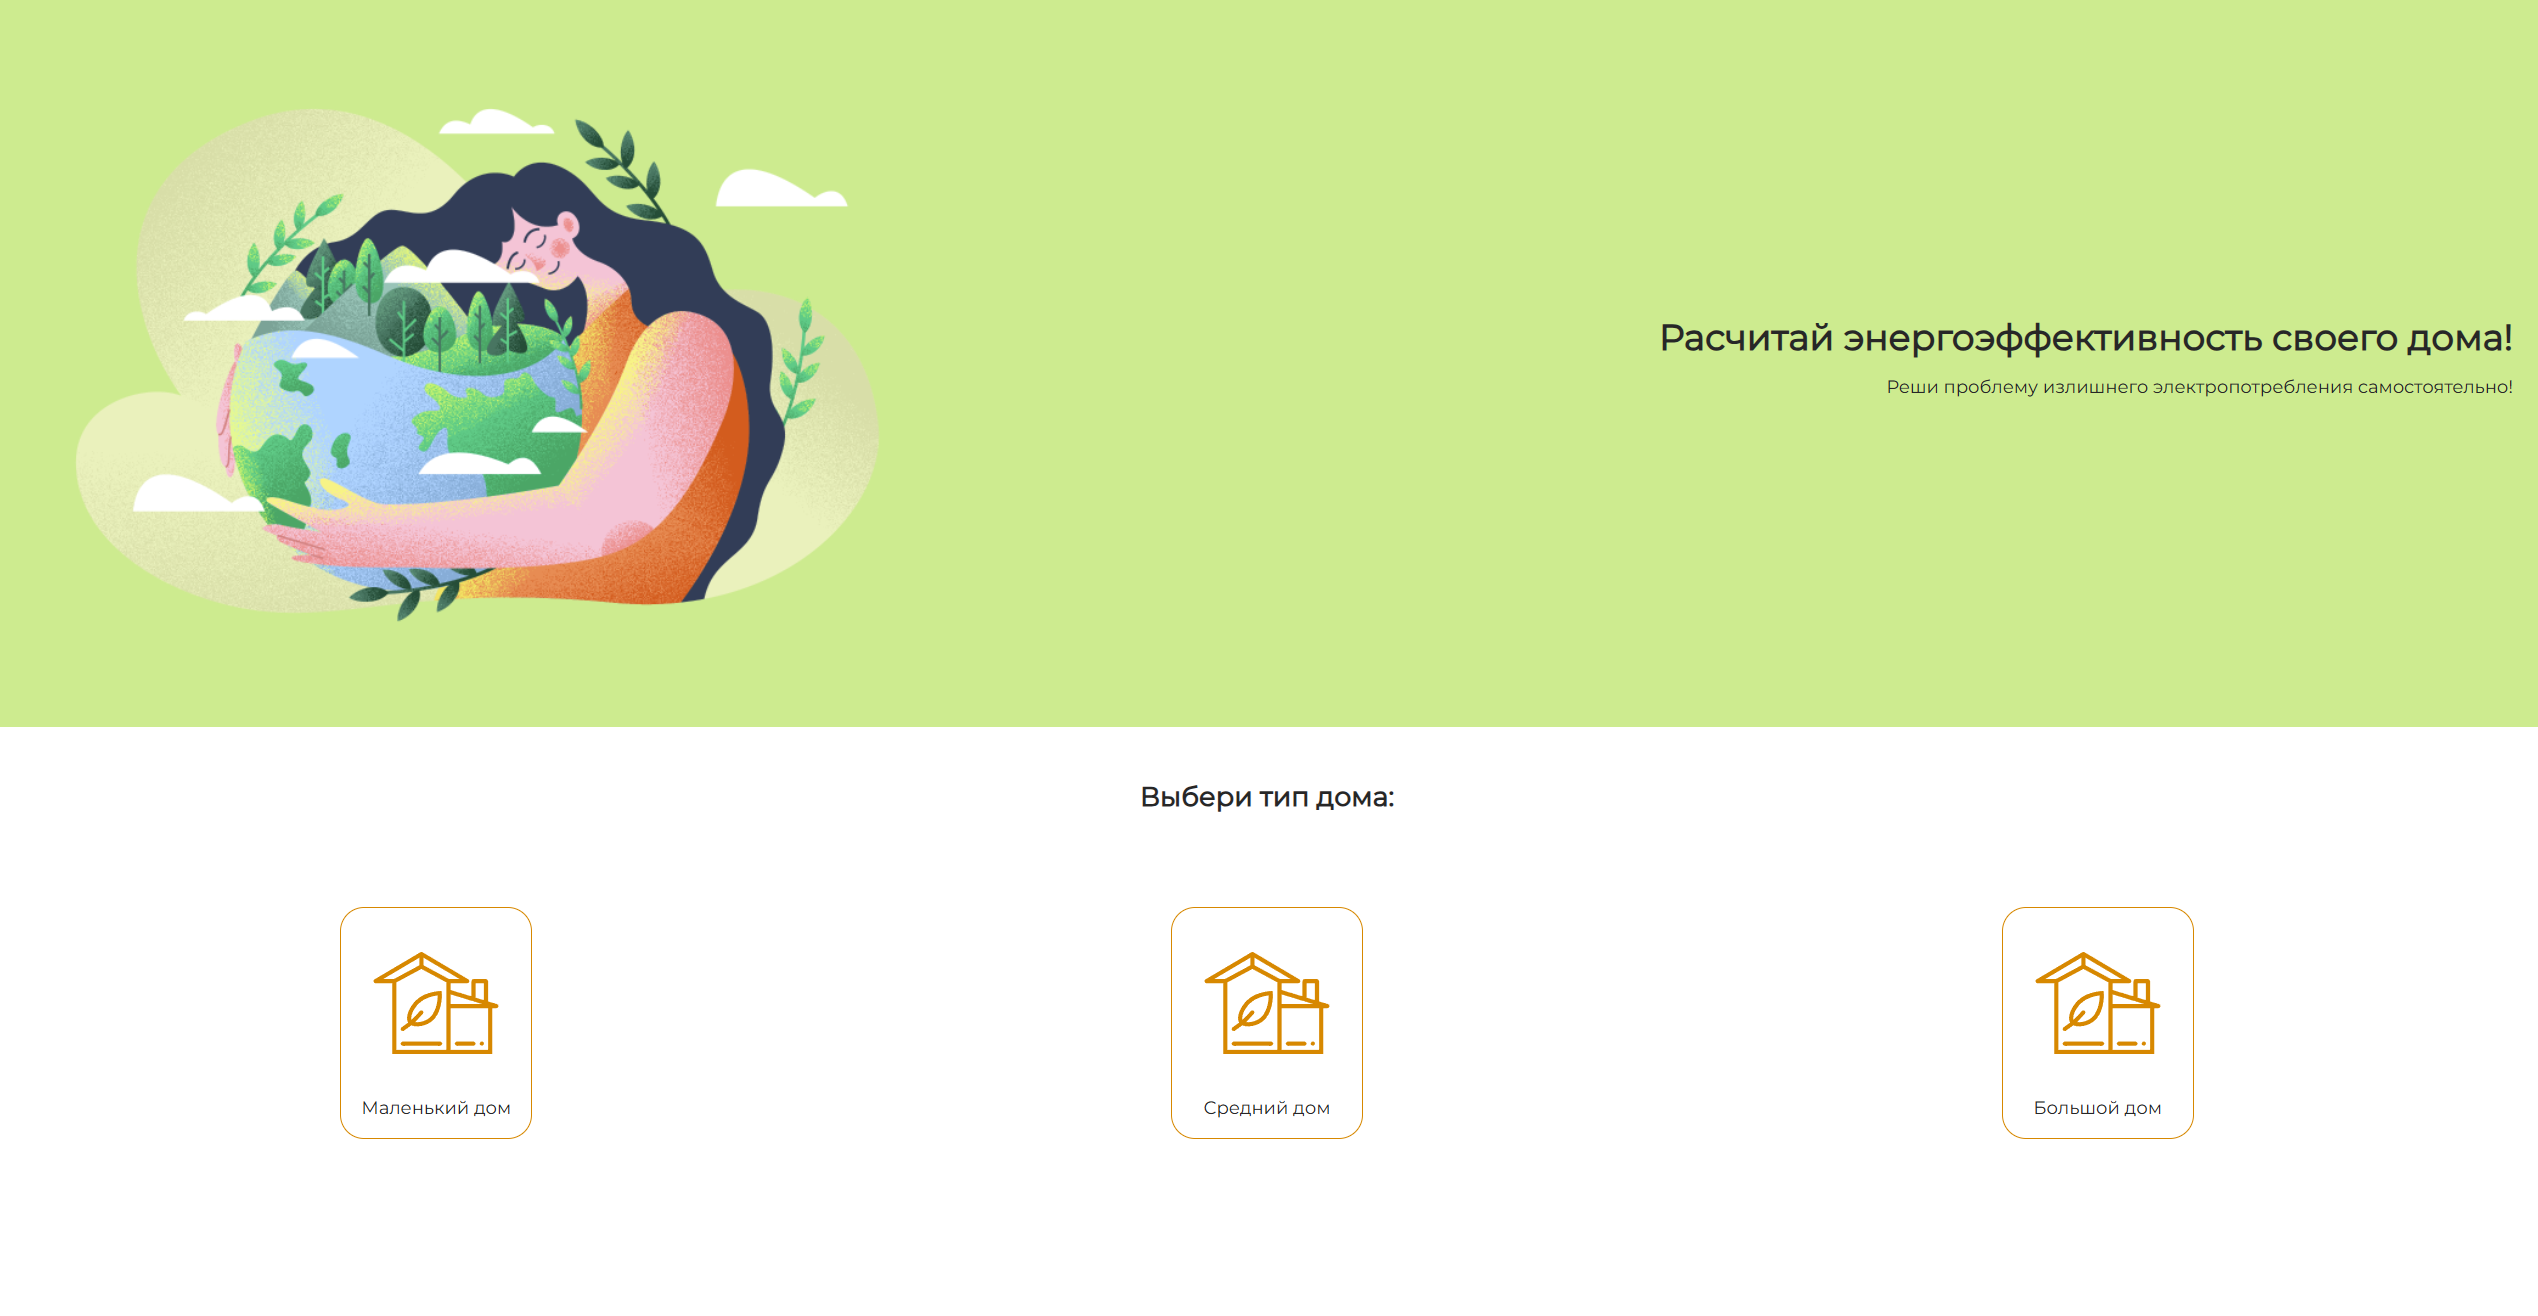 Расчитай энергоэффективность своего дома!
Реши проблему излишнего электропотребления самостоятельно!
Выбери тип дома:
Маленький дом
Средний дом
Большой дом